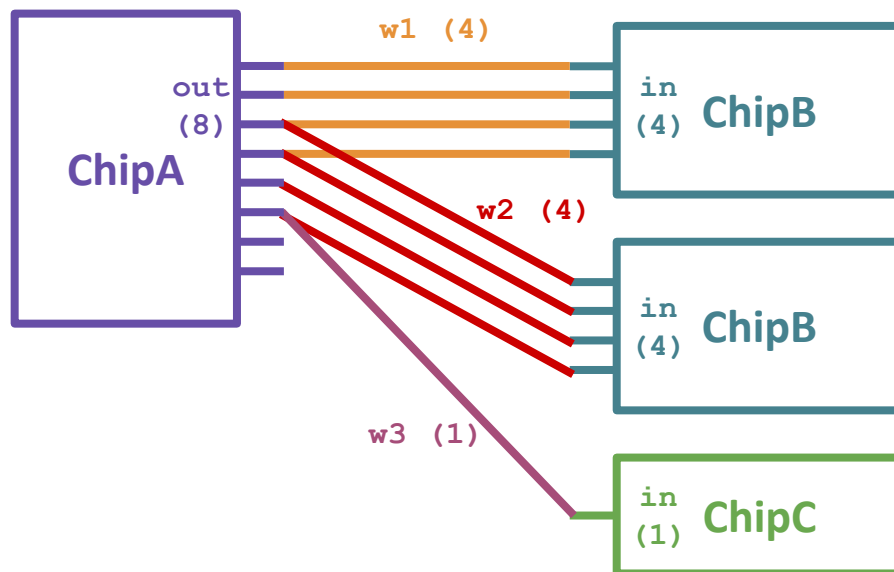 w1 (4)
out
(8)
ChipA
in
(4)
ChipB
w2 (4)
in
(4)
ChipB
w3 (1)
in
(1)
ChipC